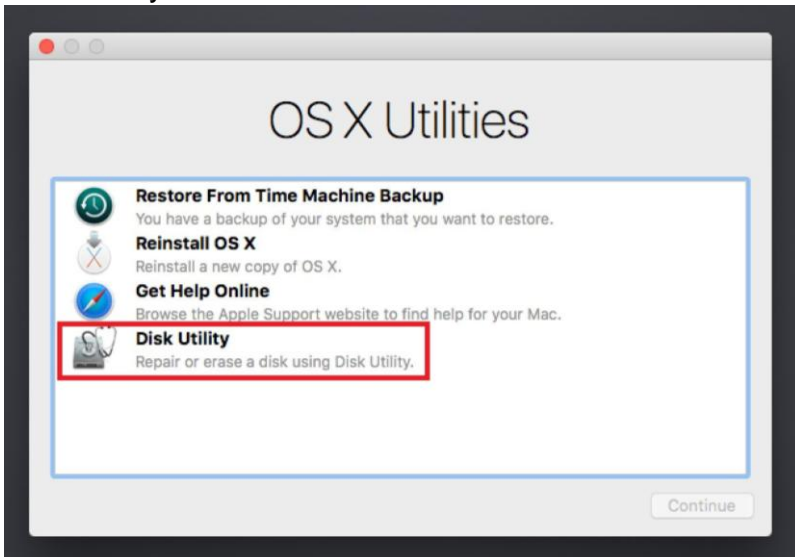 OS X Utilities
Restore From Time Machine Backup
You have a backup of your system that you want to restore.
Reinstall OS X
Reinstall a new copy of OS X.
Get Help Online
Browse the Apple Support website to find help for your Mac.
Disk Utility
Repair or erase a disk using Disk Utility.
Continue